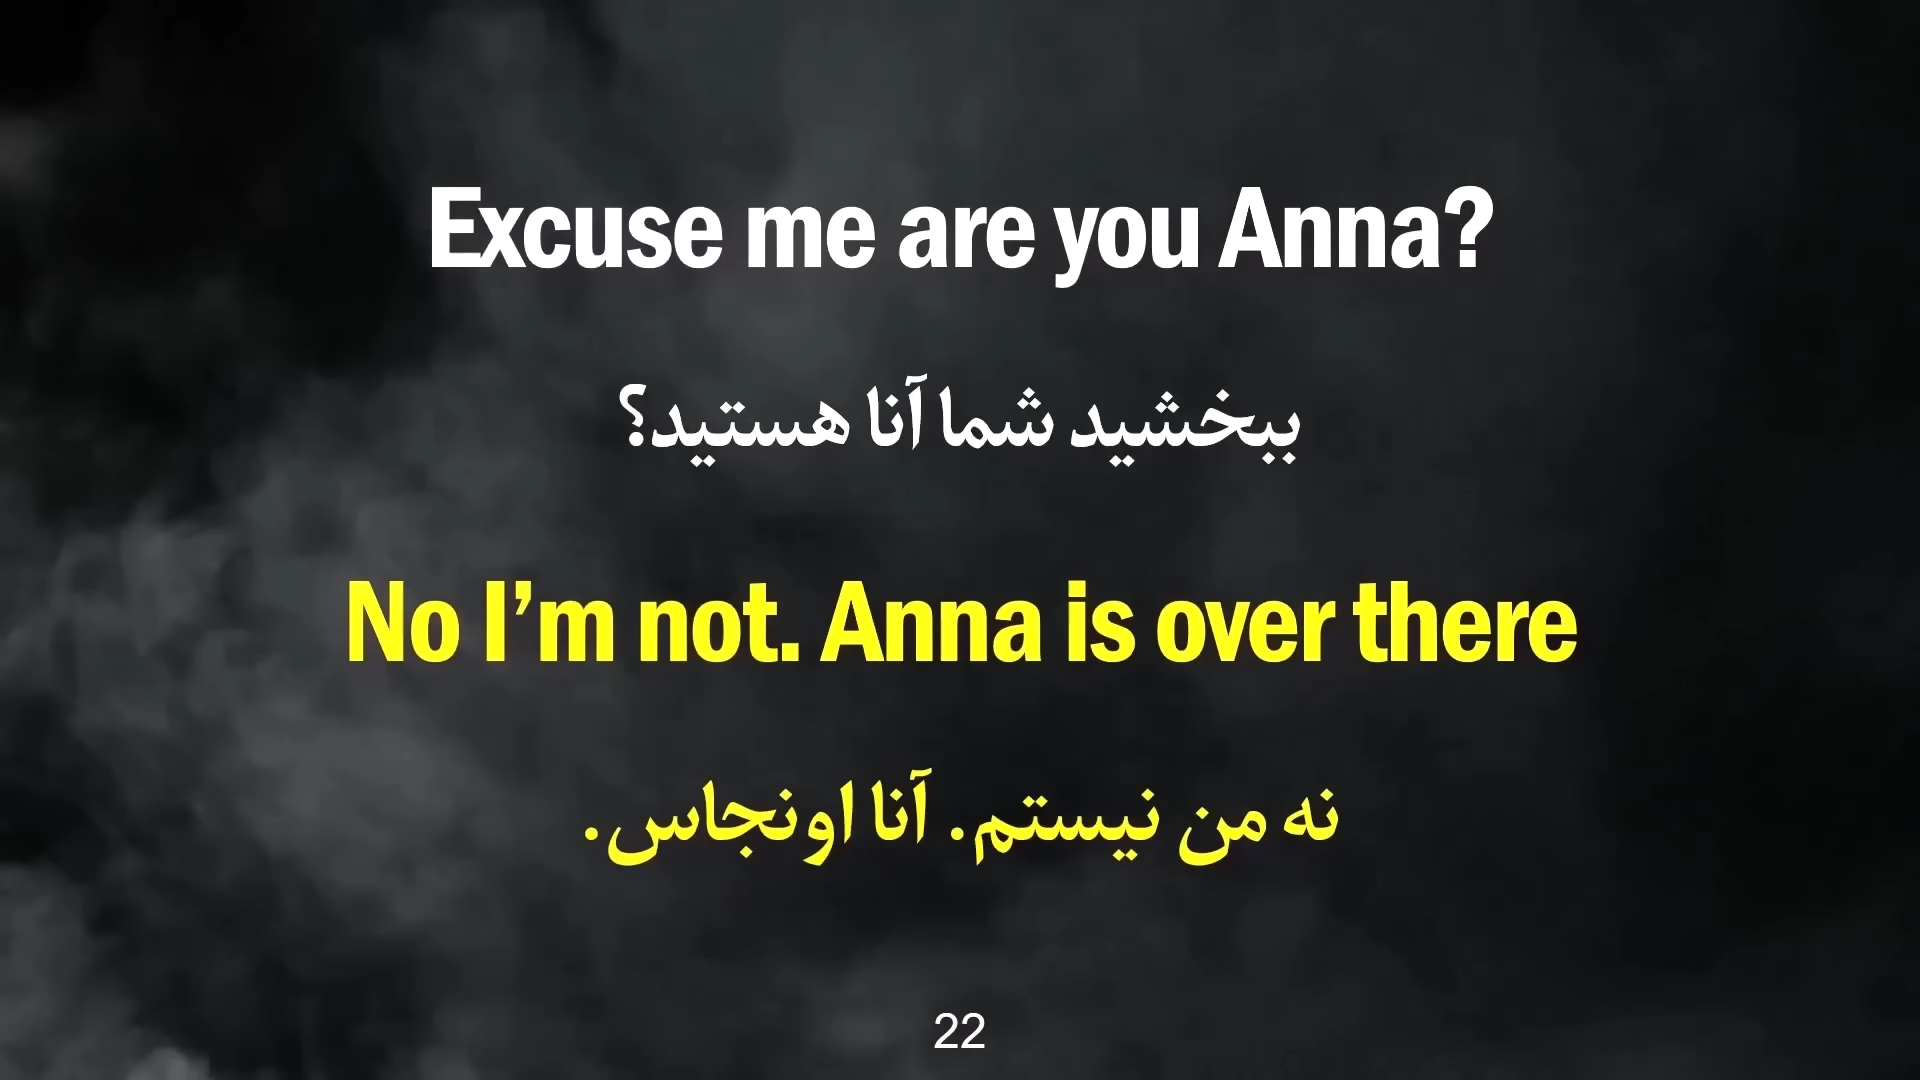 Excuse me are you Anna?
ببخشید شما آنا هستید؟
No I’m not. Anna is over there
نه من نیستم. آنا اونجاس.
22